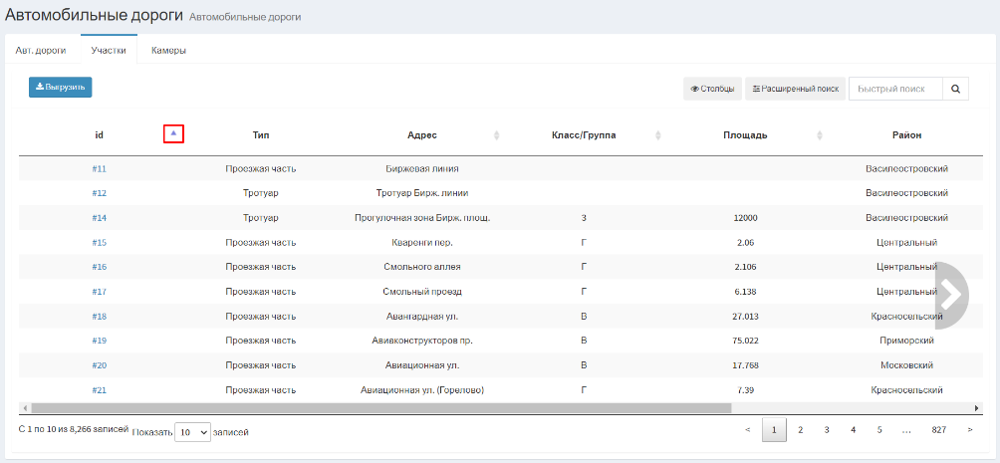 Автомобильные дороги Автомобильные дороги
Авт. дороги Участки Камеры
Выгрузить Столбцы Расширенный поиск Быстрый поиск
id Тип Адрес Класс/Группа Площадь Район
#11 Проезжая часть Биржевая линия Василеостровский
#12 Тротуар Тротуар Бирж. линии Василеостровский
#14 Тротуар Прогулочная зона Бирж. площ. 3 12000 Василеостровский
#15 Проезжая часть Кваренги пер. Г 2.06 Центральный
#16 Проезжая часть Смольного аллея Г 2.106 Центральный
#17 Проезжая часть Смольный проезд Г 6.138 Центральный
#18 Проезжая часть Авангардная ул. В 27.013 Красносельский
#19 Проезжая часть Авиаконструкторов пр. В 75.022 Приморский
#20 Проезжая часть Авиационная ул. В 17.768 Московский
#21 Проезжая часть Авиационная ул. (Горелово) Г 7.39 Красносельский
С 1 по 10 из 8,266 записей Показать 10 записей < 1 2 3 4 5 ... 827 >